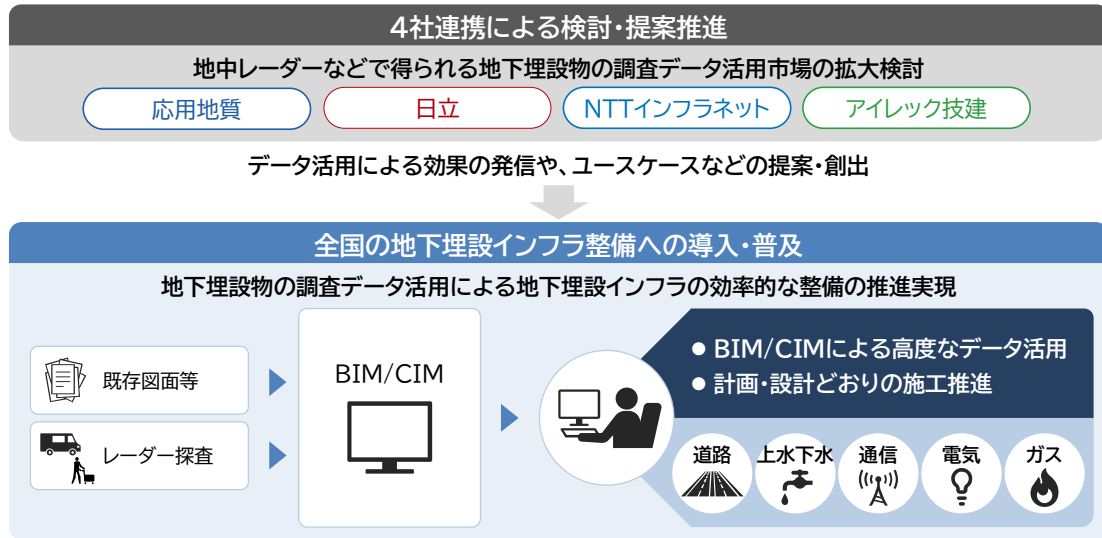 4社連携による検討・提案推進
地中レーダーなどで得られる地下埋設物の調査データ活用市場の拡大検討
応用地質
日立
NTTインフラネット
アイレック技建
データ活用による効果の発信や、ユースケースなどの提案・創出
全国の地下埋設インフラ整備への導入・普及
地下埋設物の調査データ活用による地下埋設インフラの効率的な整備の推進実現
既存図面等
レーダー探査
BIM/CIM
● BIM/CIMによる高度なデータ活用
● 計画・設計どおりの施工推進
道路
上水下水
通信
電気
ガス